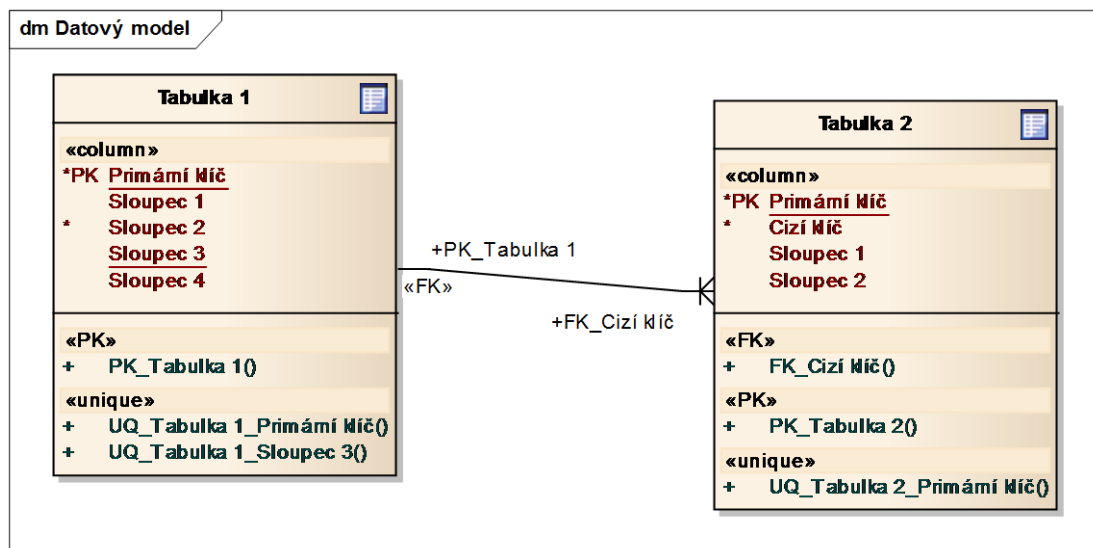 dm Datový model
Tabulka 1
«column»
*PK Primární klíč
Sloupec 1
* Sloupec 2
Sloupec 3
Sloupec 4
«PK»
+ PK_Tabulka 1()
«unique»
+ UQ_Tabulka 1_Primární klíč()
+ UQ_Tabulka 1_Sloupec 3()
+PK_Tabulka 1
«FK»
+FK_Cizí klíč
Tabulka 2
«column»
*PK Primární klíč
* Cizí klíč
Sloupec 1
Sloupec 2
«FK»
+ FK_Cizí klíč()
«PK»
+ PK_Tabulka 2()
«unique»
+ UQ_Tabulka 2_Primární klíč()